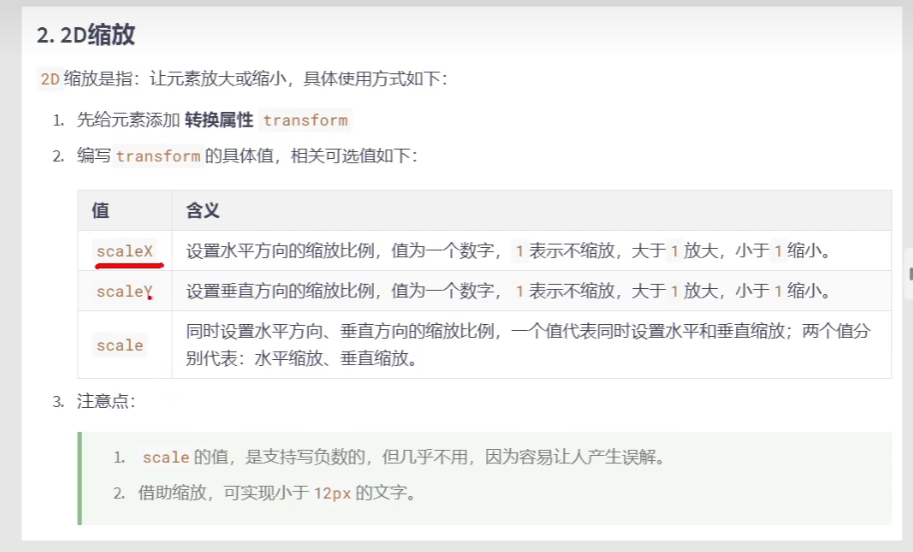 2. 2D缩放
2D 缩放是指：让元素放大或缩小，具体使用方式如下：
1. 先给元素添加 转换属性 transform
2. 编写 transform 的具体值，相关可选值如下：
值 含义
scaleX 设置水平方向的缩放比例，值为一个数字，1 表示不缩放，大于 1 放大，小于 1 缩小。
scaleY 设置垂直方向的缩放比例，值为一个数字，1 表示不缩放，大于 1 放大，小于 1 缩小。
scale 同时设置水平方向、垂直方向的缩放比例，一个值代表同时设置水平和垂直缩放；两个值分
别代表：水平缩放、垂直缩放。
3. 注意点：
1. scale 的值，是支持写负数的，但几乎不用，因为容易让人产生误解。
2. 借助缩放，可实现小于 12px 的文字。